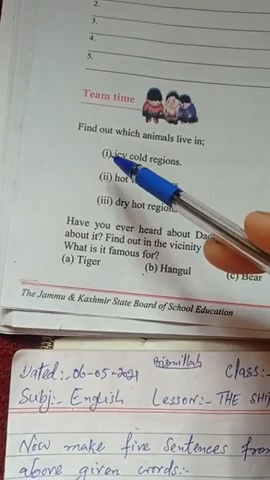 2.
3.
4.
5.
Team time
Find out which animals live in;
(i) icy cold regions.
(ii) hot
(iii) dry hot region
Have you ever heard about
about it? Find out in the vicinity
What is it famous for?
(a) Tiger (b) Hangul (c) Bear
The Jammu & Kashmir State Board of School Education
Bismillah
Dated:- 06-05-2021 Class:-
Subj:- English Lesson:- THE
Now make five sentences from
above given words:-